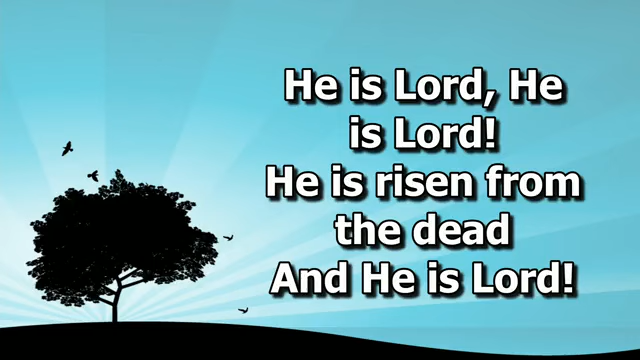 He is Lord, He
is Lord!
He is risen from
the dead
And He is Lord!